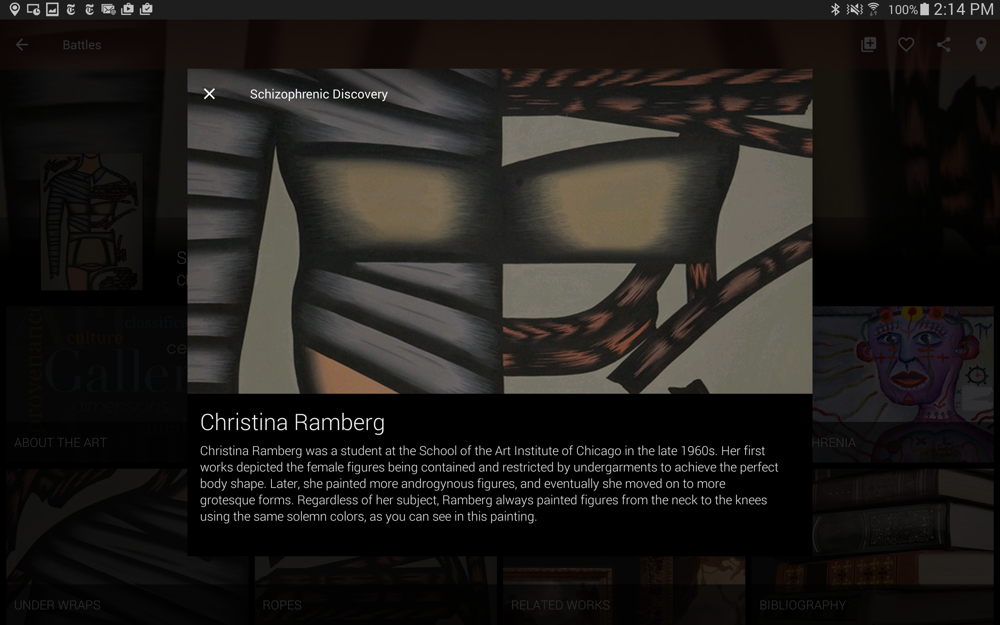 100% 2:14 PM
Battles
Schizophrenic Discovery
S
Cl
provenance
classifica
culture
ce
Galler
dimensions
med
ABOUT THE ART
HRENIA
Christina Ramberg
Christina Ramberg was a student at the School of the Art Institute of Chicago in the late 1960s. Her first
works depicted the female figures being contained and restricted by undergarments to achieve the perfect
body shape. Later, she painted more androgynous figures, and eventually she moved on to more
grotesque forms. Regardless of her subject, Ramberg always painted figures from the neck to the knees
using the same solemn colors, as you can see in this painting.
UNDER WRAPS
ROPES
RELATED WORKS
BIBLIOGRAPHY